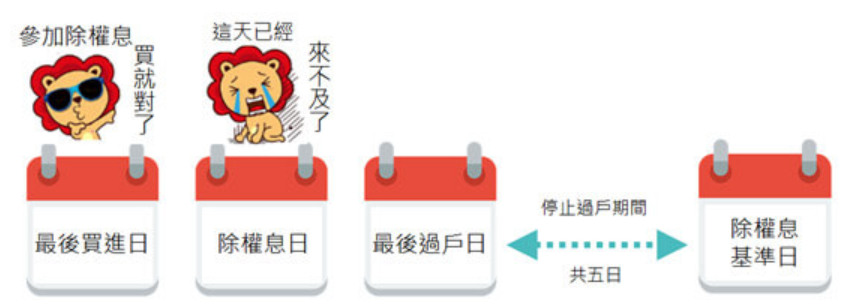 參加除權息
買就對了
這天已經
來不及了
最後買進日
除權息日
最後過戶日
停止過戶期間
共五日
除權息
基準日